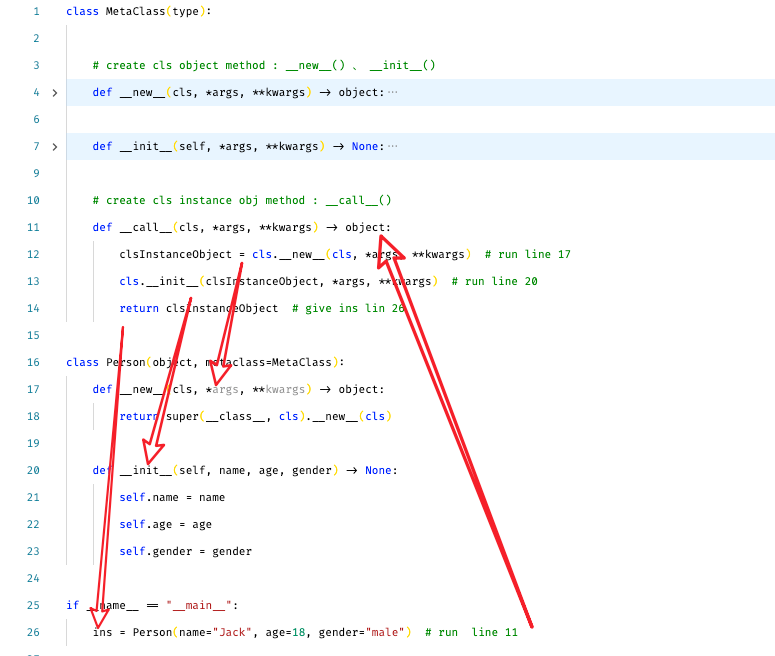 1 class MetaClass(type):
2
3 # create cls object method : __new__() 、 __init__()
4 def __new__(cls, *args, **kwargs) → object:⋯
6
7 def __init__(self, *args, **kwargs) → None:⋯
9
10 # create cls instance obj method : __call__()
11 def __call__(cls, *args, **kwargs) → object:
12 clsInstanceObject = cls.__new__(cls, *args, **kwargs) # run line 17
13 cls.__init__(clsInstanceObject, *args, **kwargs) # run line 20
14 return clsInstanceObject # give ins lin 26
15
16 class Person(object, metaclass=MetaClass):
17 def __new__(cls, *args, **kwargs) → object:
18 return super(__class__, cls).__new__(cls)
19
20 def __init__(self, name, age, gender) → None:
21 self.name = name
22 self.age = age
23 self.gender = gender
24
25 if __name__ == "__main__":
26 ins = Person(name="Jack", age=18, gender="male") # run  line 11